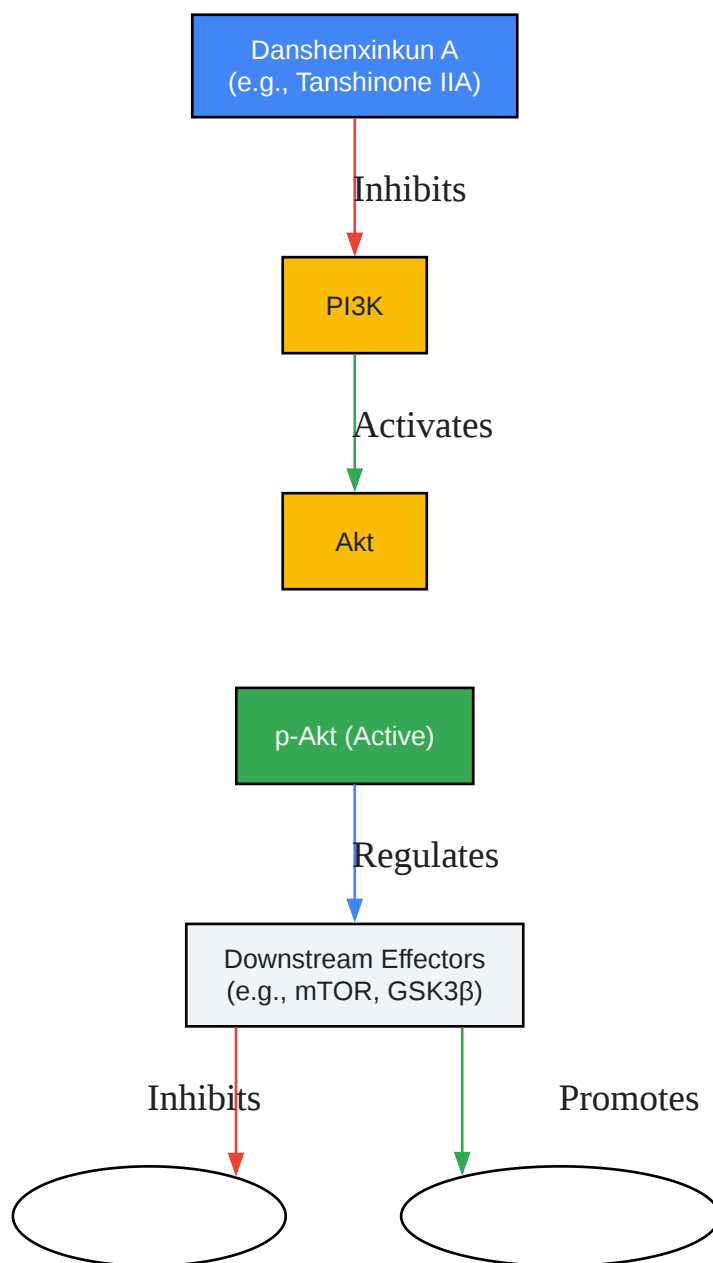 Danshenxinkun A
(e.g., Tanshinone IIA)
Inhibits
PI3K
Activates
Akt
p-Akt (Active)
Regulates
Downstream Effectors
(e.g., mTOR, GSK3β)
Inhibits
Promotes